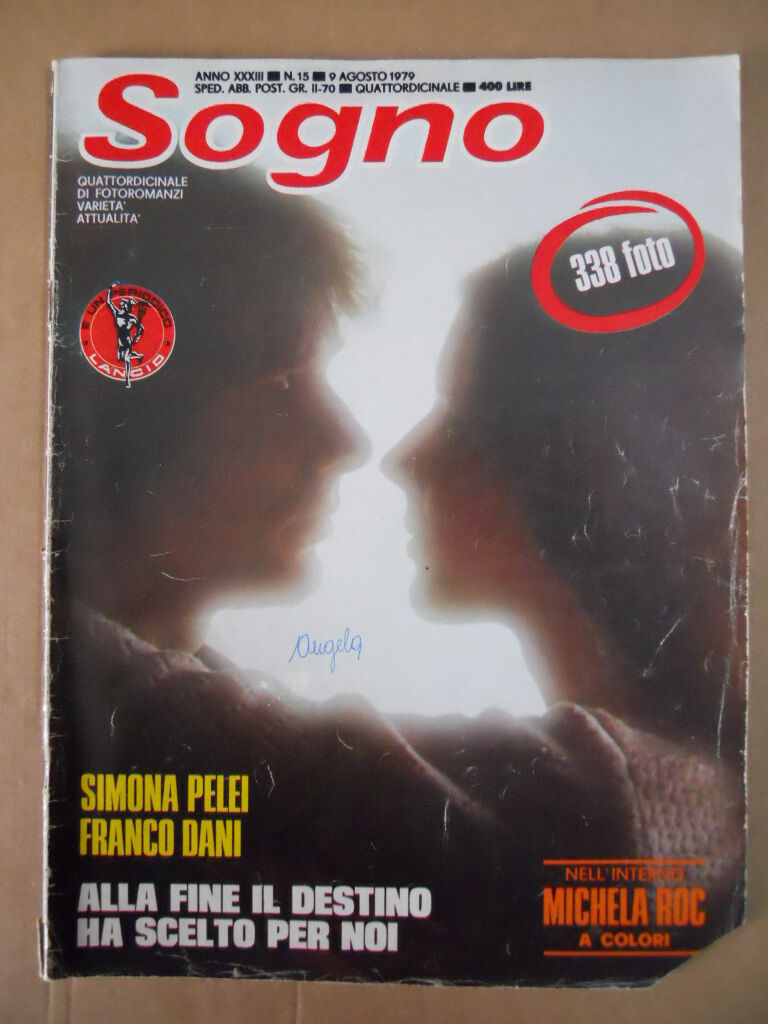 ANNO XXXIII ■ N. 15 ■ 9 AGOSTO 1979
SPED. ABB. POST. GR. II-70 ■ QUATTORDICINALE ■ 400 LIRE
Sogno
QUATTORDICINALE
DI FOTOROMANZI
VARIETA'
ATTUALITA'
338 foto
E' UN PERIODICO
LANCIO
Angela
SIMONA PELEI
FRANCO DANI
ALLA FINE IL DESTINO
HA SCELTO PER NOI
NELL'INTERNO
MICHELA ROC
A COLORI